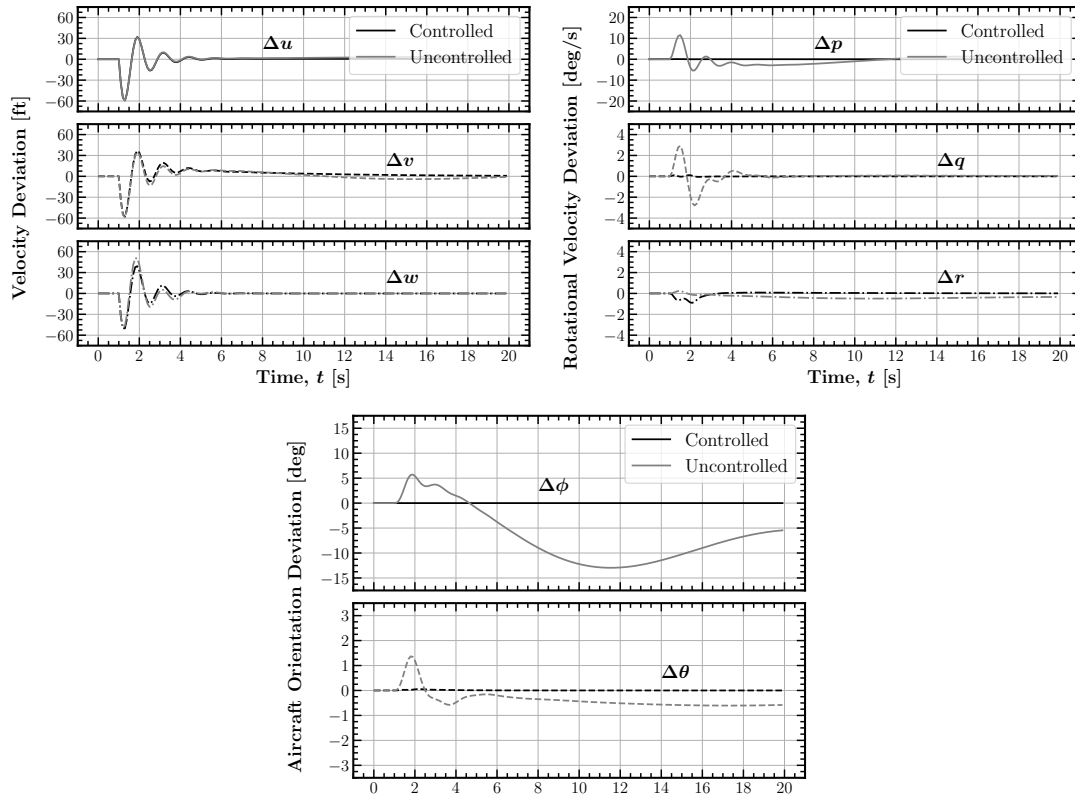 Velocity Deviation [ft]
60
30
0
−30
−60
Δu
Controlled
Uncontrolled
60
30
0
−30
−60
Δv
60
30
0
−30
−60
Δw
0 2 4 6 8 10 12 14 16 18 20
Time, t [s]
Rotational Velocity Deviation [deg/s]
20
10
0
−10
−20
Δp
Controlled
Uncontrolled
4
2
0
−2
−4
Δq
4
2
0
−2
−4
Δr
0 2 4 6 8 10 12 14 16 18 20
Time, t [s]
Aircraft Orientation Deviation [deg]
15
10
5
0
−5
−10
−15
Δϕ
Controlled
Uncontrolled
3
2
1
0
−1
−2
−3
Δθ
0 2 4 6 8 10 12 14 16 18 20